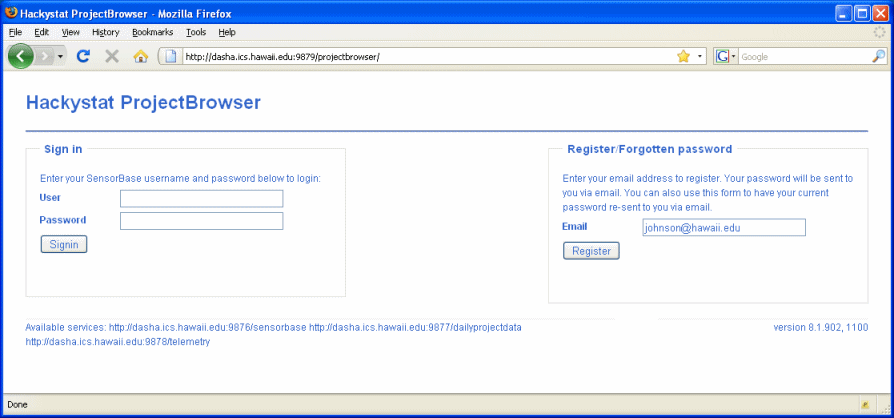 Hackystat ProjectBrowser - Mozilla Firefox
File Edit View History Bookmarks Tools Help
http://dasha.ics.hawaii.edu:9879/projectbrowser/
G Google
Hackystat ProjectBrowser
Sign in
Enter your SensorBase username and password below to login:
User
Password
Signin
Register/Forgotten password
Enter your email address to register. Your password will be sent to
you via email. You can also use this form to have your current
password re-sent to you via email.
Email johnson@hawaii.edu
Register
Available services: http://dasha.ics.hawaii.edu:9876/sensorbase http://dasha.ics.hawaii.edu:9877/dailyprojectdata
http://dasha.ics.hawaii.edu:9878/telemetry
version 8.1.902, 1100
Done